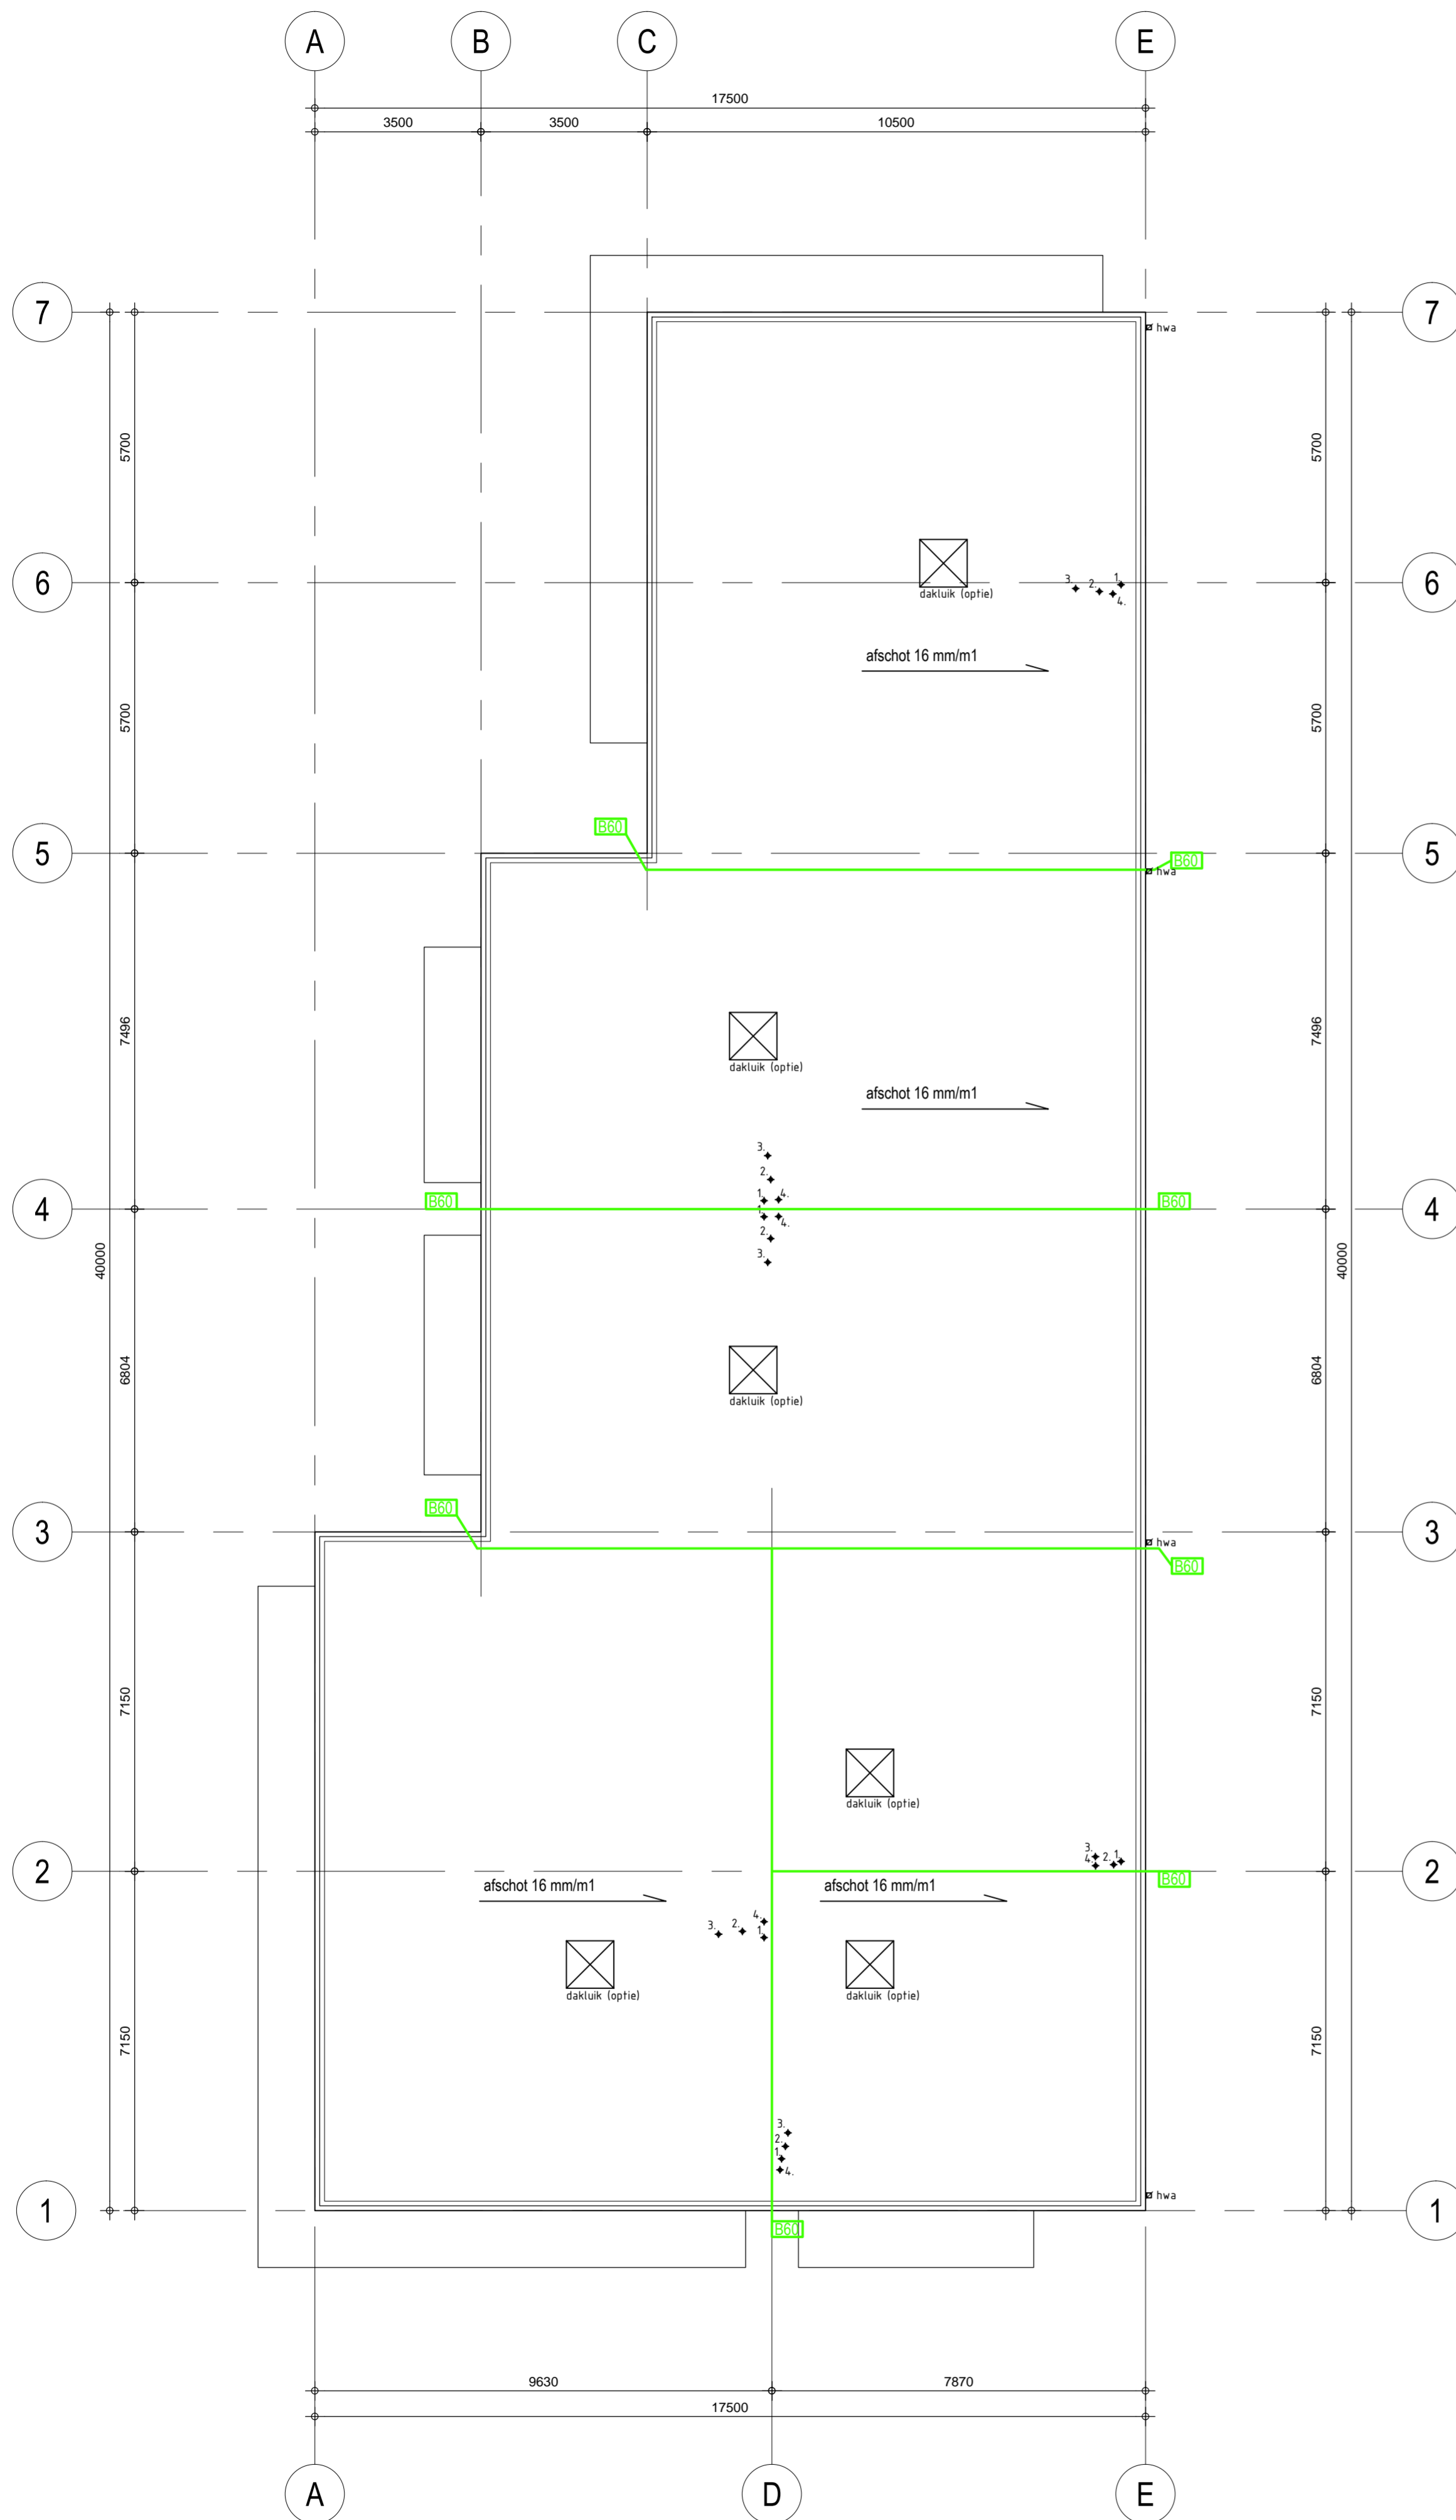 A B C E
17500
3500 3500 10500
7 hwa 7
5700 5700
6 dakluik (optie) 3. 2. 1. 4. 6
afschot 16 mm/m1
5700 5700
B60
5 B60 5
hwa
7496 7496
dakluik (optie)
afschot 16 mm/m1
3.
2.
1. 4.
4 B60 B60 4
1. 4.
2.
3.
40000 40000
6804 6804
dakluik (optie)
B60
3 hwa 3
B60
7150 7150
dakluik (optie)
3.
4. 2. 1.
2 B60 2
afschot 16 mm/m1 afschot 16 mm/m1
4.
3. 2. 1.
dakluik (optie) dakluik (optie)
7150 7150
3.
2.
1.
4.
hwa
1 1
B60
9630 7870
17500
A D E